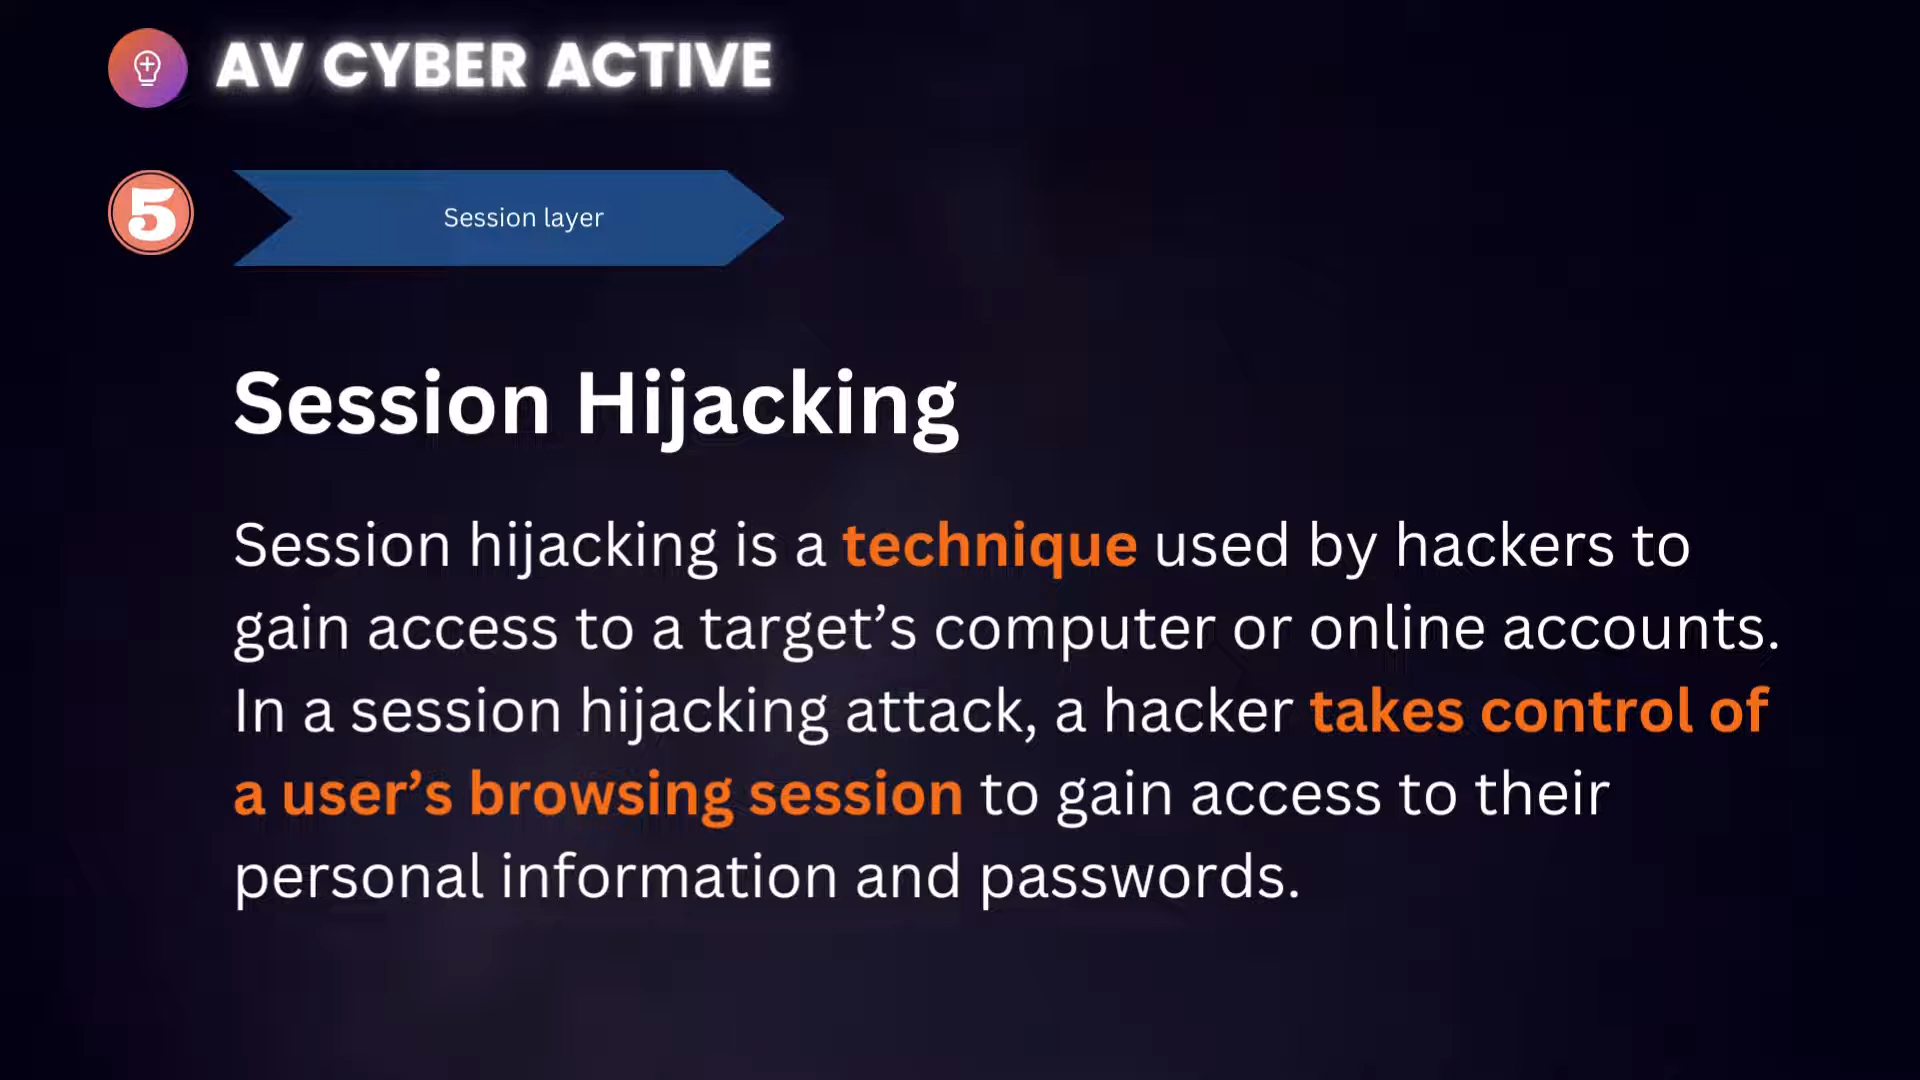 AV CYBER ACTIVE
5
Session layer
Session Hijacking
Session hijacking is a technique used by hackers to
gain access to a target’s computer or online accounts.
In a session hijacking attack, a hacker takes control of
a user’s browsing session to gain access to their
personal information and passwords.